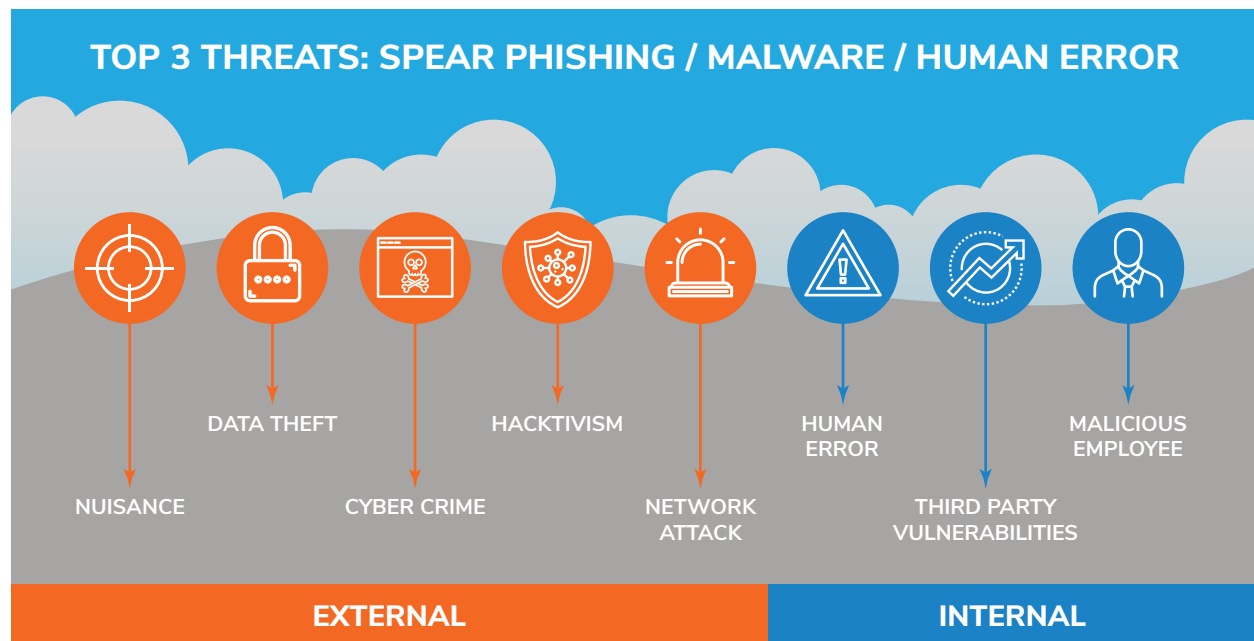 TOP 3 THREATS: SPEAR PHISHING / MALWARE / HUMAN ERROR
DATA THEFT
HACKTIVISM
HUMAN
ERROR
MALICIOUS
EMPLOYEE
NUISANCE
CYBER CRIME
NETWORK
ATTACK
THIRD PARTY
VULNERABILITIES
EXTERNAL
INTERNAL